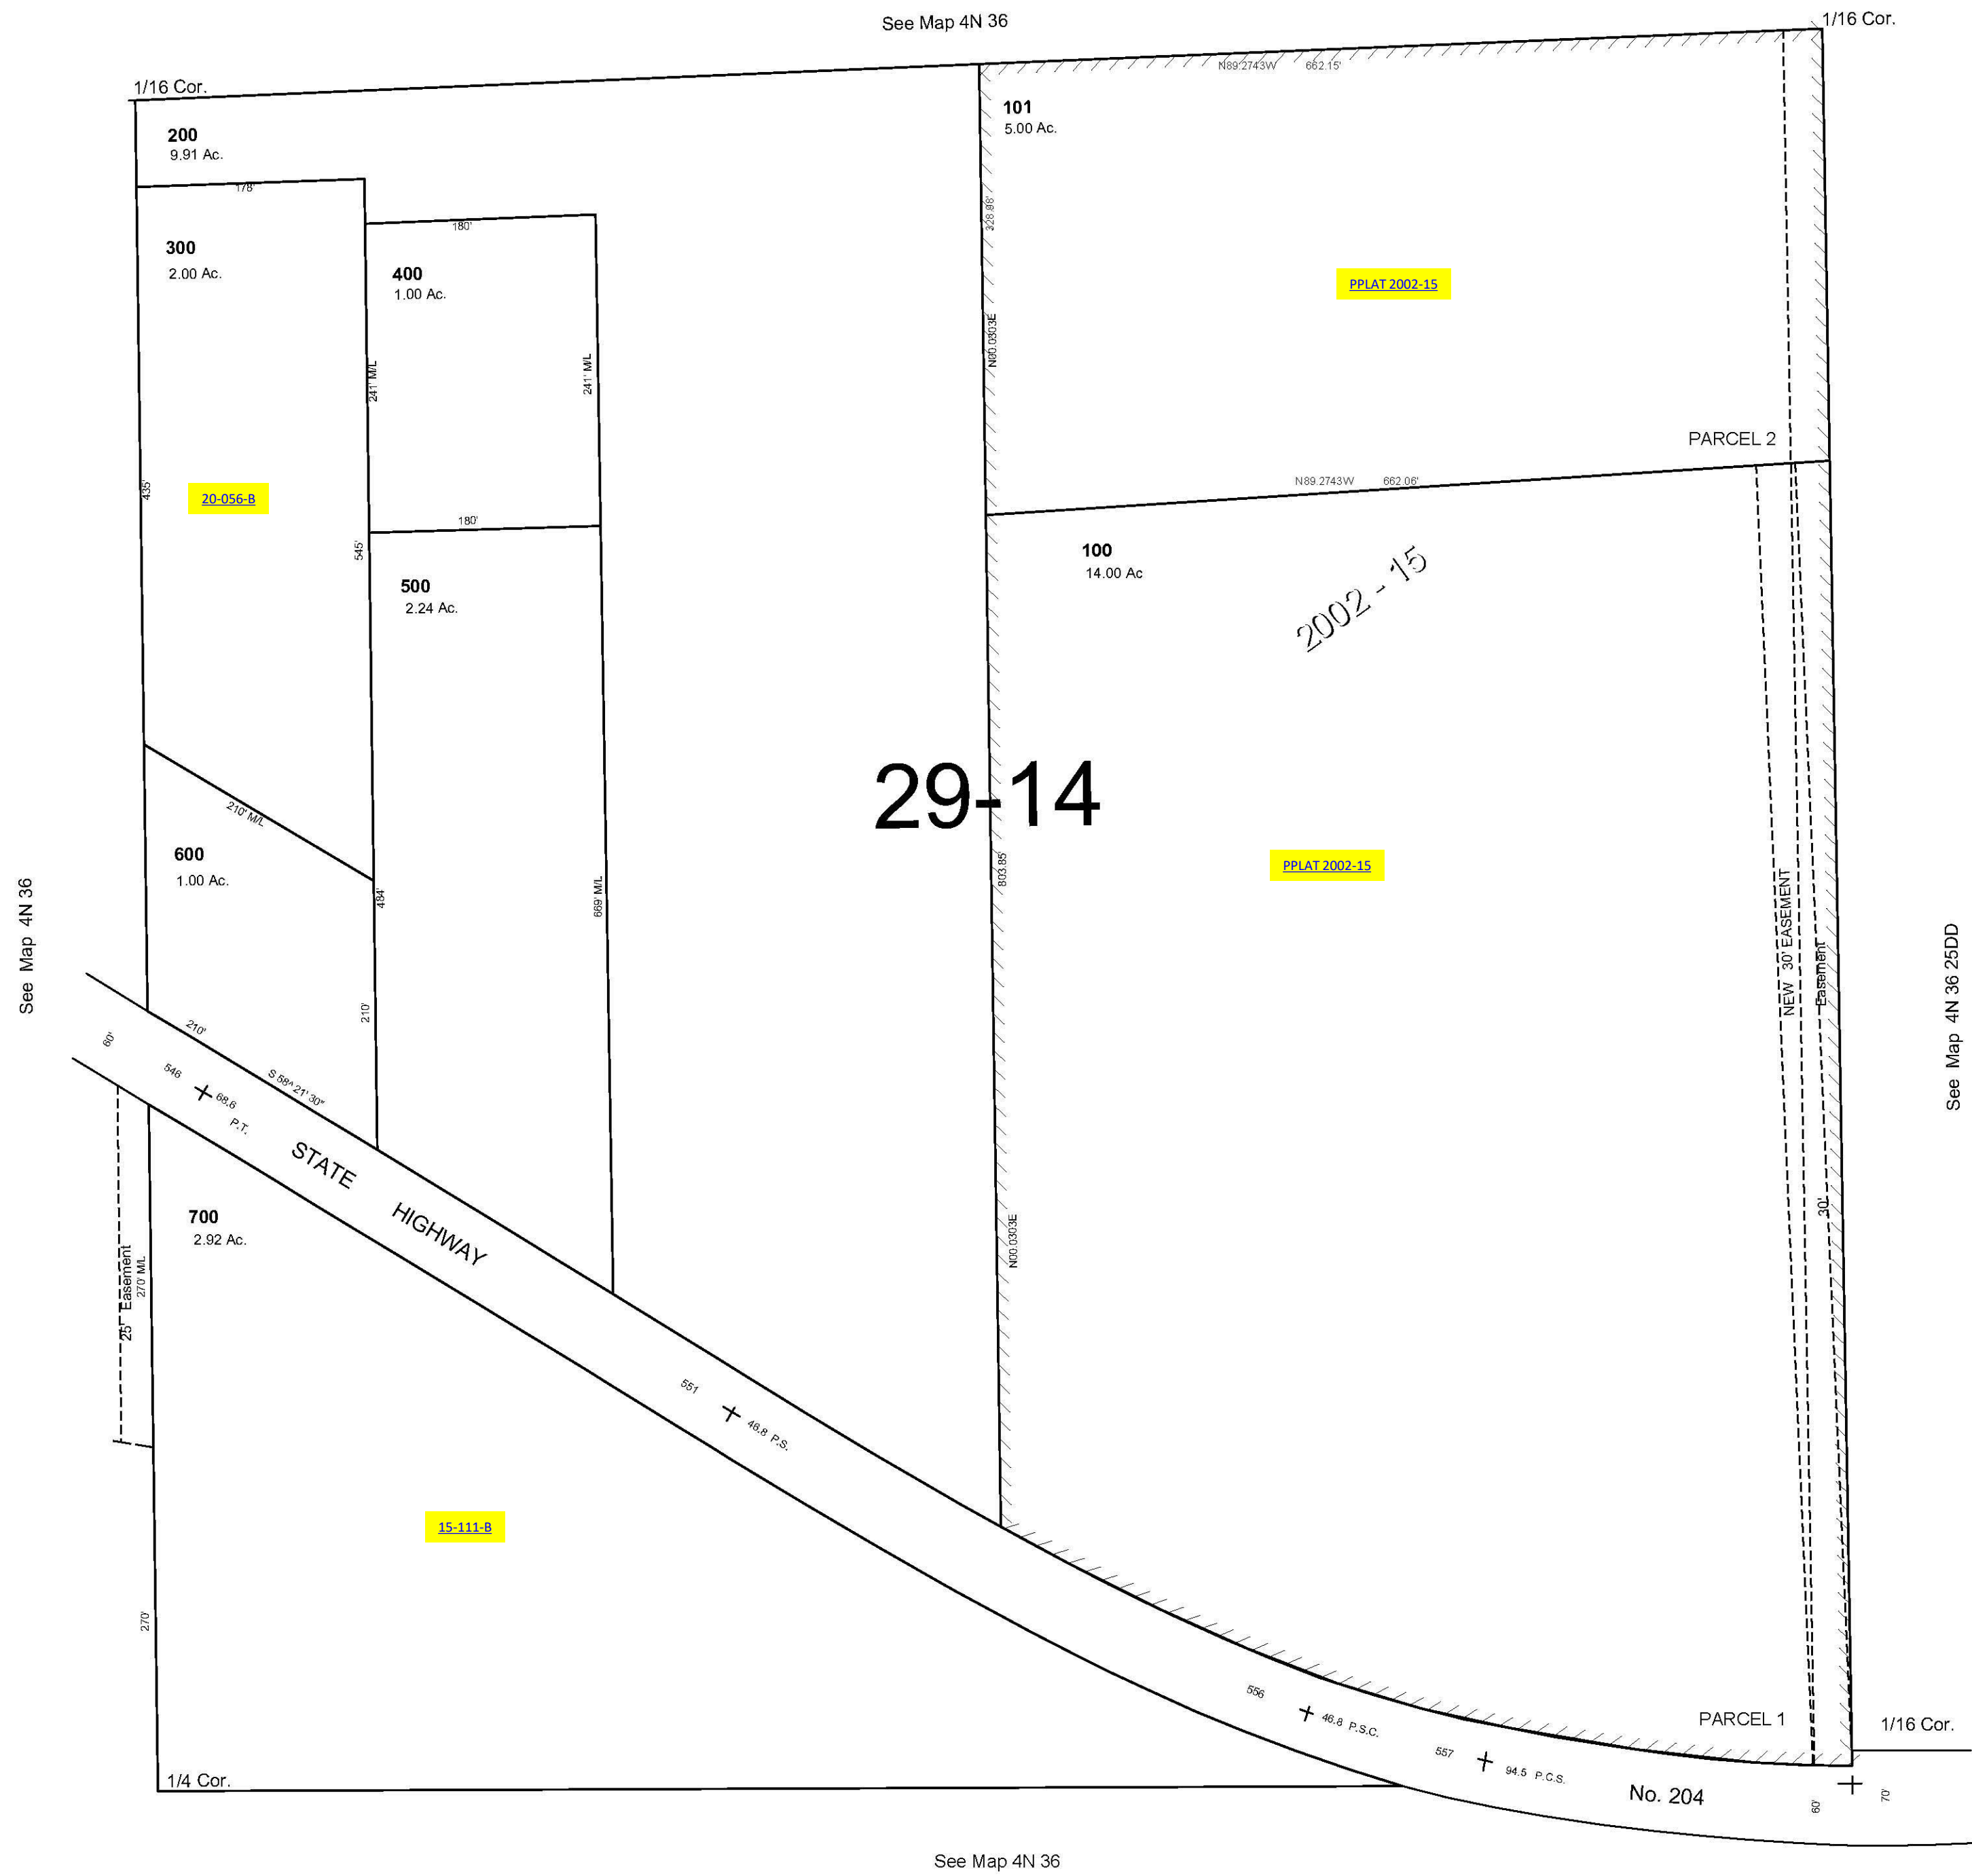 See Map 4N 36
1/16 Cor.
1/16 Cor.
N89.2743W 662.15'
200
9.91 Ac.
101
5.00 Ac.
178'
328.98'
180'
300
2.00 Ac.
400
1.00 Ac.
PPLAT 2002-15
N00.0303E
241' M/L
241' M/L
PARCEL 2
435'
20-056-B
N89.2743W 662.06'
180'
545'
100
14.00 Ac
2002 - 15
500
2.24 Ac.
29-14
210' M/L
600
1.00 Ac.
484'
669' M/L
803.85'
PPLAT 2002-15
NEW 30' EASEMENT
Easement
30'
See Map 4N 36
See Map 4N 36 25DD
210'
210'
S 58^ 21' 30"
60'
546
68.6
P.T.
STATE HIGHWAY
700
2.92 Ac.
25' Easement
270' M/L
N00.0303E
551
46.8 P.S.
15-111-B
270'
556
46.8 P.S.C.
557
94.5 P.C.S.
PARCEL 1
1/16 Cor.
No. 204
60'
70'
1/4 Cor.
See Map 4N 36